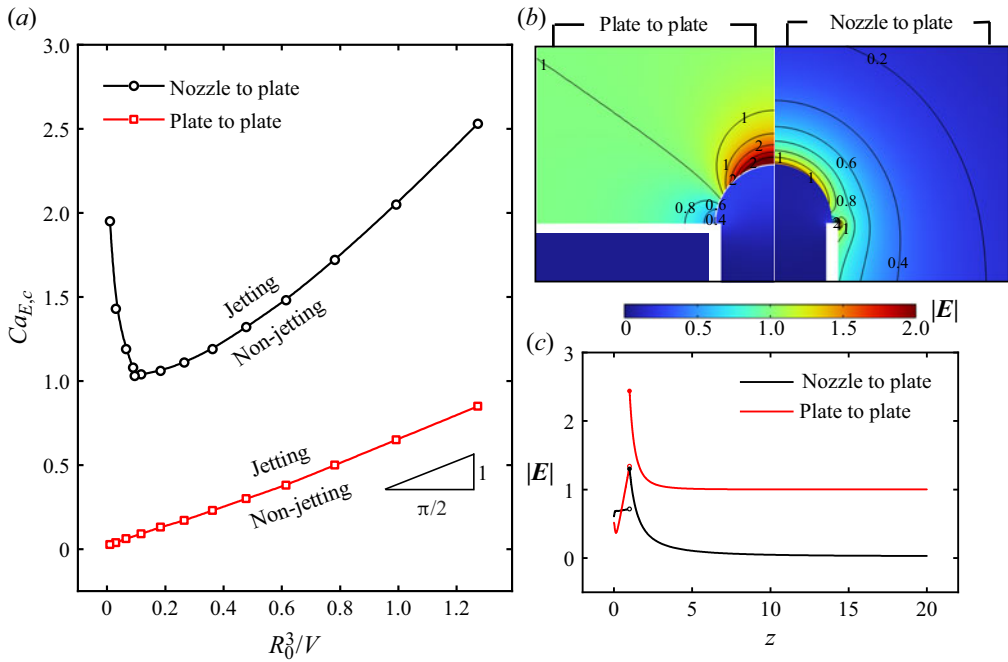 (a)
3.0
2.5
2.0
1.5
1.0
0.5
0
Ca_{E,c}
Nozzle to plate
Plate to plate
Jetting
Non-jetting
Jetting
Non-jetting
1
π/2
0 0.2 0.4 0.6 0.8 1.0 1.2
R_0^3/V
(b)
Plate to plate Nozzle to plate
1
0.2
1
2
2
1
2
0.6
0.8
0.4
1
1
0.6
0.8
1
0.4
0 0.5 1.0 1.5 2.0
|E|
(c)
3
2
1
0
|E|
Nozzle to plate
Plate to plate
0 5 10 15 20
z